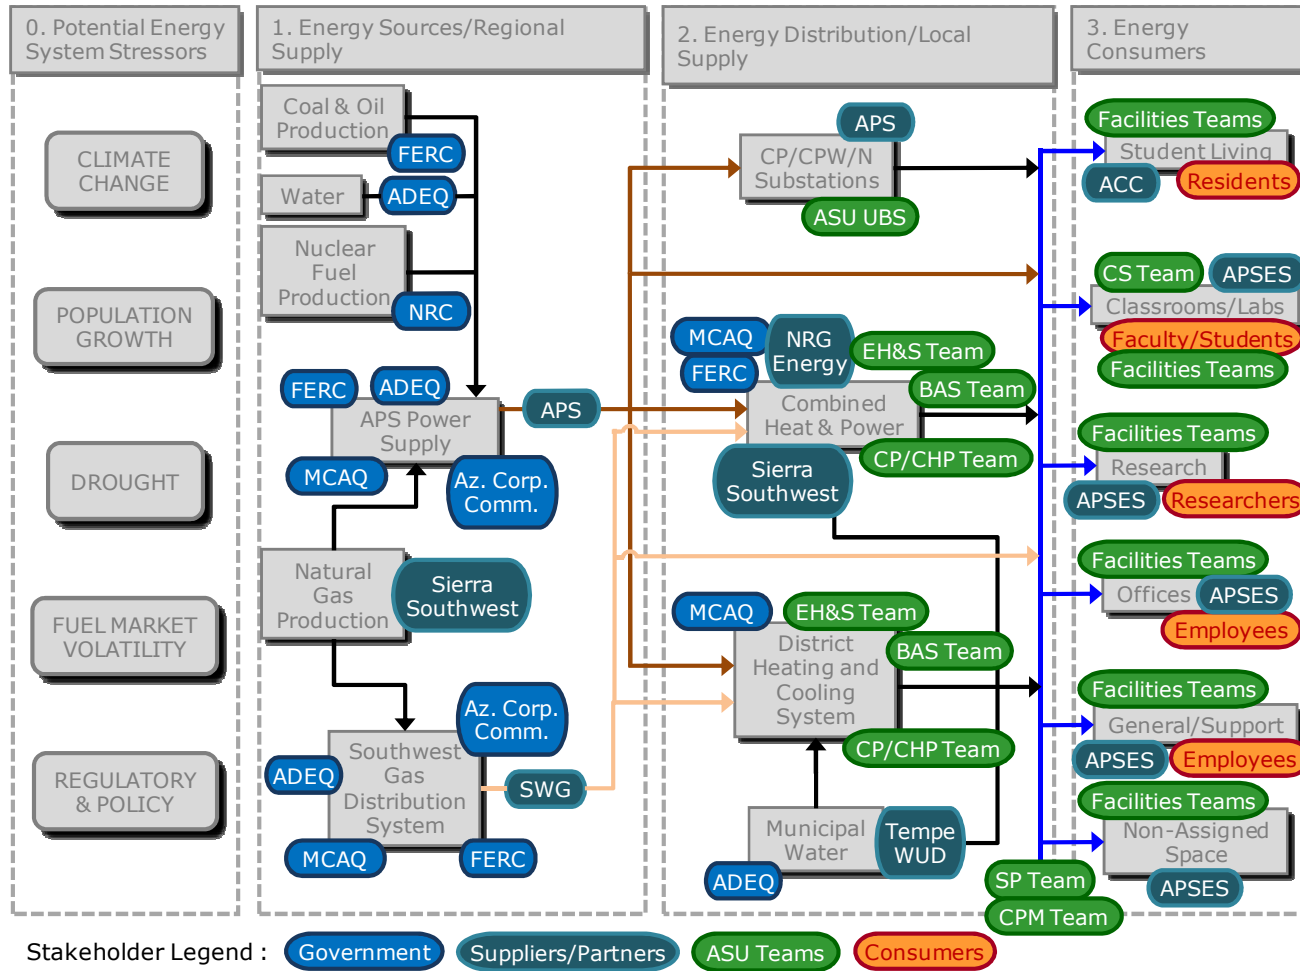 0. Potential Energy
System Stressors
CLIMATE
CHANGE
POPULATION
GROWTH
DROUGHT
FUEL MARKET
VOLATILITY
REGULATORY
& POLICY
1. Energy Sources/Regional
Supply
Coal & Oil
Production
FERC
Water
ADEQ
Nuclear
Fuel
Production
NRC
FERC
ADEQ
APS Power
Supply
APS
MCAQ
Az. Corp.
Comm.
Natural
Gas
Production
Sierra
Southwest
Az. Corp.
Comm.
Southwest
Gas
Distribution
System
ADEQ
SWG
MCAQ
FERC
2. Energy Distribution/Local
Supply
APS
CP/CPW/N
Substations
ASU UBS
MCAQ
FERC
NRG
Energy
EH&S Team
BAS Team
Combined
Heat & Power
CP/CHP Team
Sierra
Southwest
MCAQ
EH&S Team
BAS Team
District
Heating and
Cooling
System
CP/CHP Team
Municipal
Water
Tempe
WUD
ADEQ
SP Team
CPM Team
3. Energy
Consumers
Facilities Teams
Student Living
ACC
Residents
CS Team
APSES
Classrooms/Labs
Faculty/Students
Facilities Teams
Facilities Teams
Research
APSES
Researchers
Facilities Teams
Offices
APSES
Employees
Facilities Teams
General/Support
APSES
Employees
Facilities Teams
Non-Assigned
Space
APSES
Stakeholder Legend :
Government
Suppliers/Partners
ASU Teams
Consumers